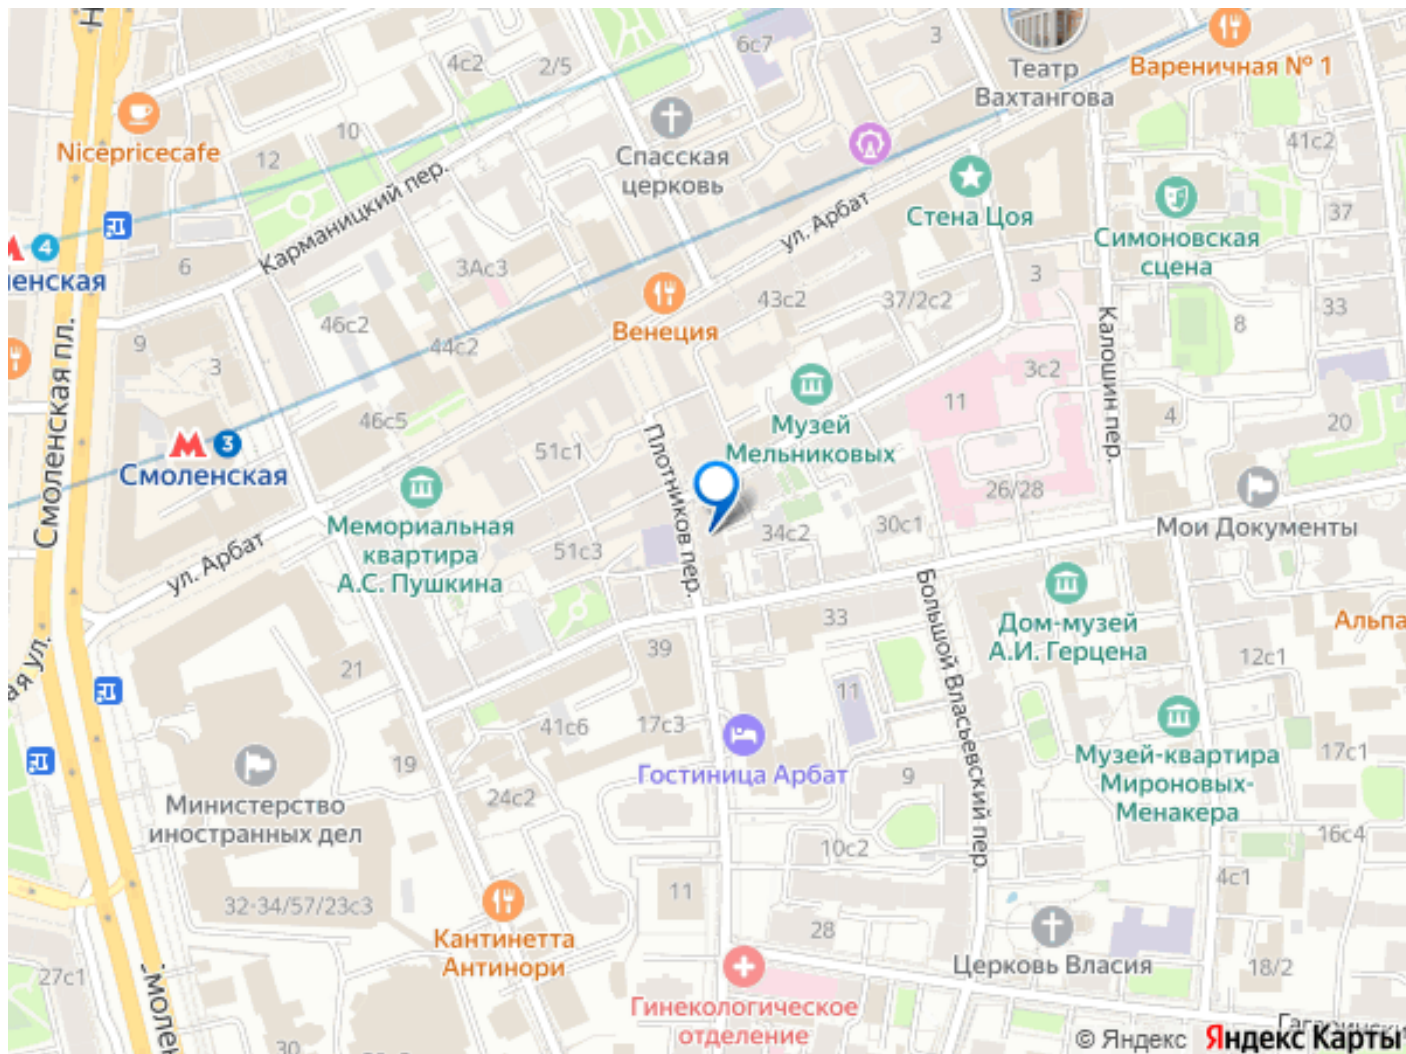 Н
4с2
2/5
6с7
3
Театр
Вахтангова
Вареничная № 1
Nicepricecafe
10
12
Спасская
церковь
41с2
Карманицкий пер.
ул. Арбат
Стена Цоя
37
Симоновская
сцена
4
ленская
6
3Ас3
3
43с2
37/2с2
33
8
Венеция
46с2
44с2
9
3
Калошин пер.
Смоленская пл.
3с2
11
46с5
4
20
Музей
Мельниковых
Плотников пер.
51с1
3
Смоленская
26/28
Мои Документы
Мемориальная
квартира
А.С. Пушкина
34с2
30с1
51с3
ул. Арбат
Большой Власьевский пер.
Дом-музей
А.И. Герцена
Альпа
33
39
12с1
21
ая ул.
11
41с6
17с3
17с1
Гостиница Арбат
9
Музей-квартира
Мироновых-
Менакера
19
24с2
Министерство
иностранных дел
16с4
10с2
4с1
11
32-34/57/23с3
28
Кантинетта
Антинори
Церковь Власия
18/2
27с1
Гинекологическое
отделение
30
© Яндекс
Яндекс Карты